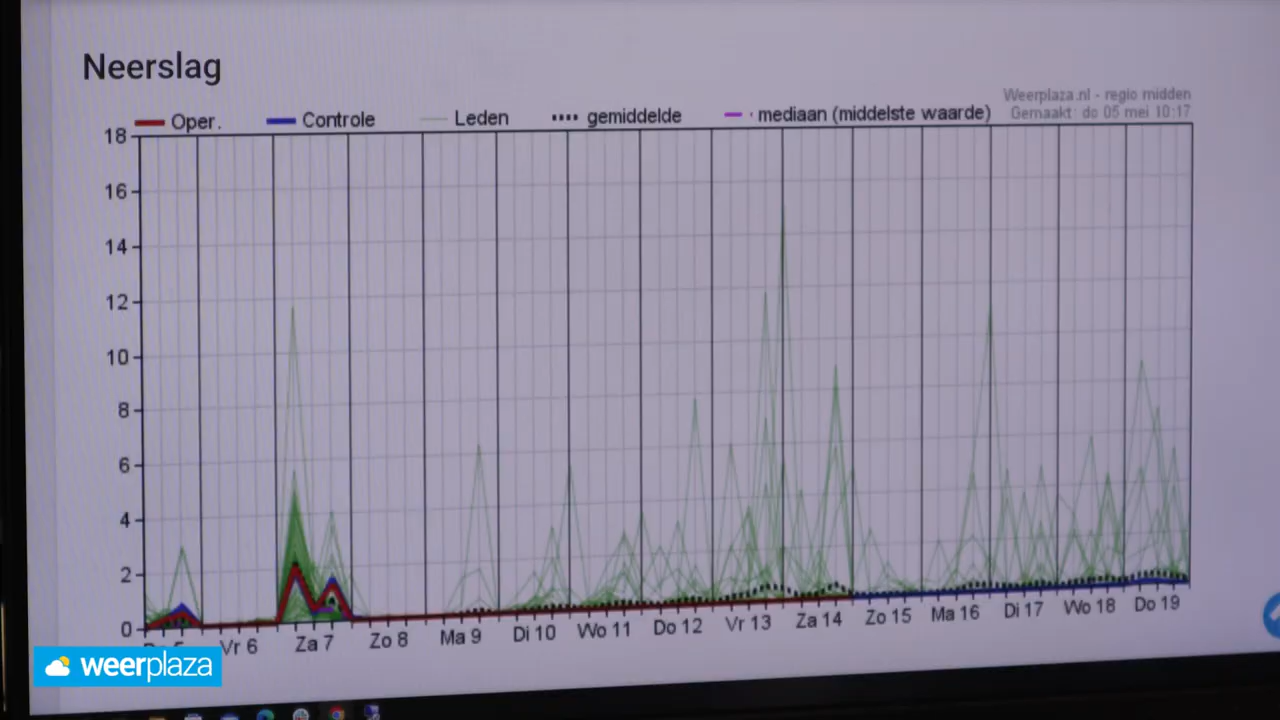 Neerslag
Weerplaza.nl - regio midden
Gemaakt: do 05 mei 10:17
Oper. Controle Leden gemiddelde mediaan (middelste waarde)
18
16
14
12
10
8
6
4
2
0
Vr 6 Za 7 Zo 8 Ma 9 Di 10 Wo 11 Do 12 Vr 13 Za 14 Zo 15 Ma 16 Di 17 Wo 18 Do 19
weerplaza